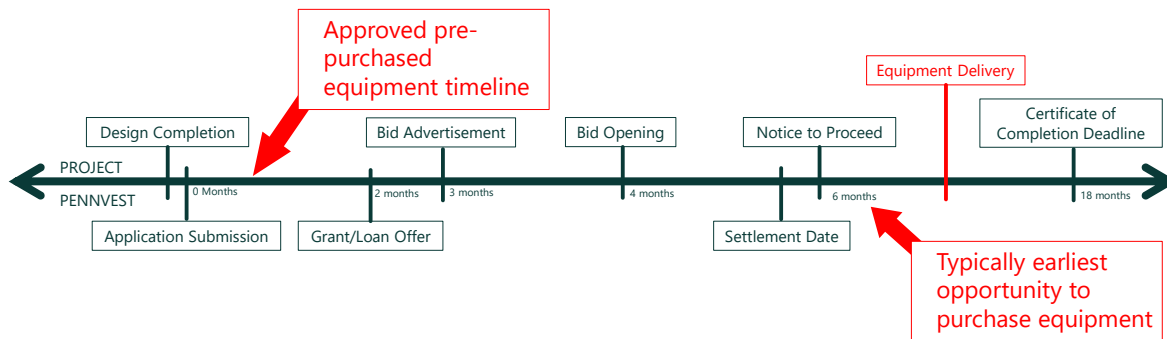 Approved pre-
purchased
equipment timeline
Equipment Delivery
Design Completion
Bid Advertisement
Bid Opening
Notice to Proceed
Certificate of
Completion Deadline
PROJECT
0 Months
2 months
3 months
4 months
6 months
18 months
PENNVEST
Application Submission
Grant/Loan Offer
Settlement Date
Typically earliest
opportunity to
purchase equipment